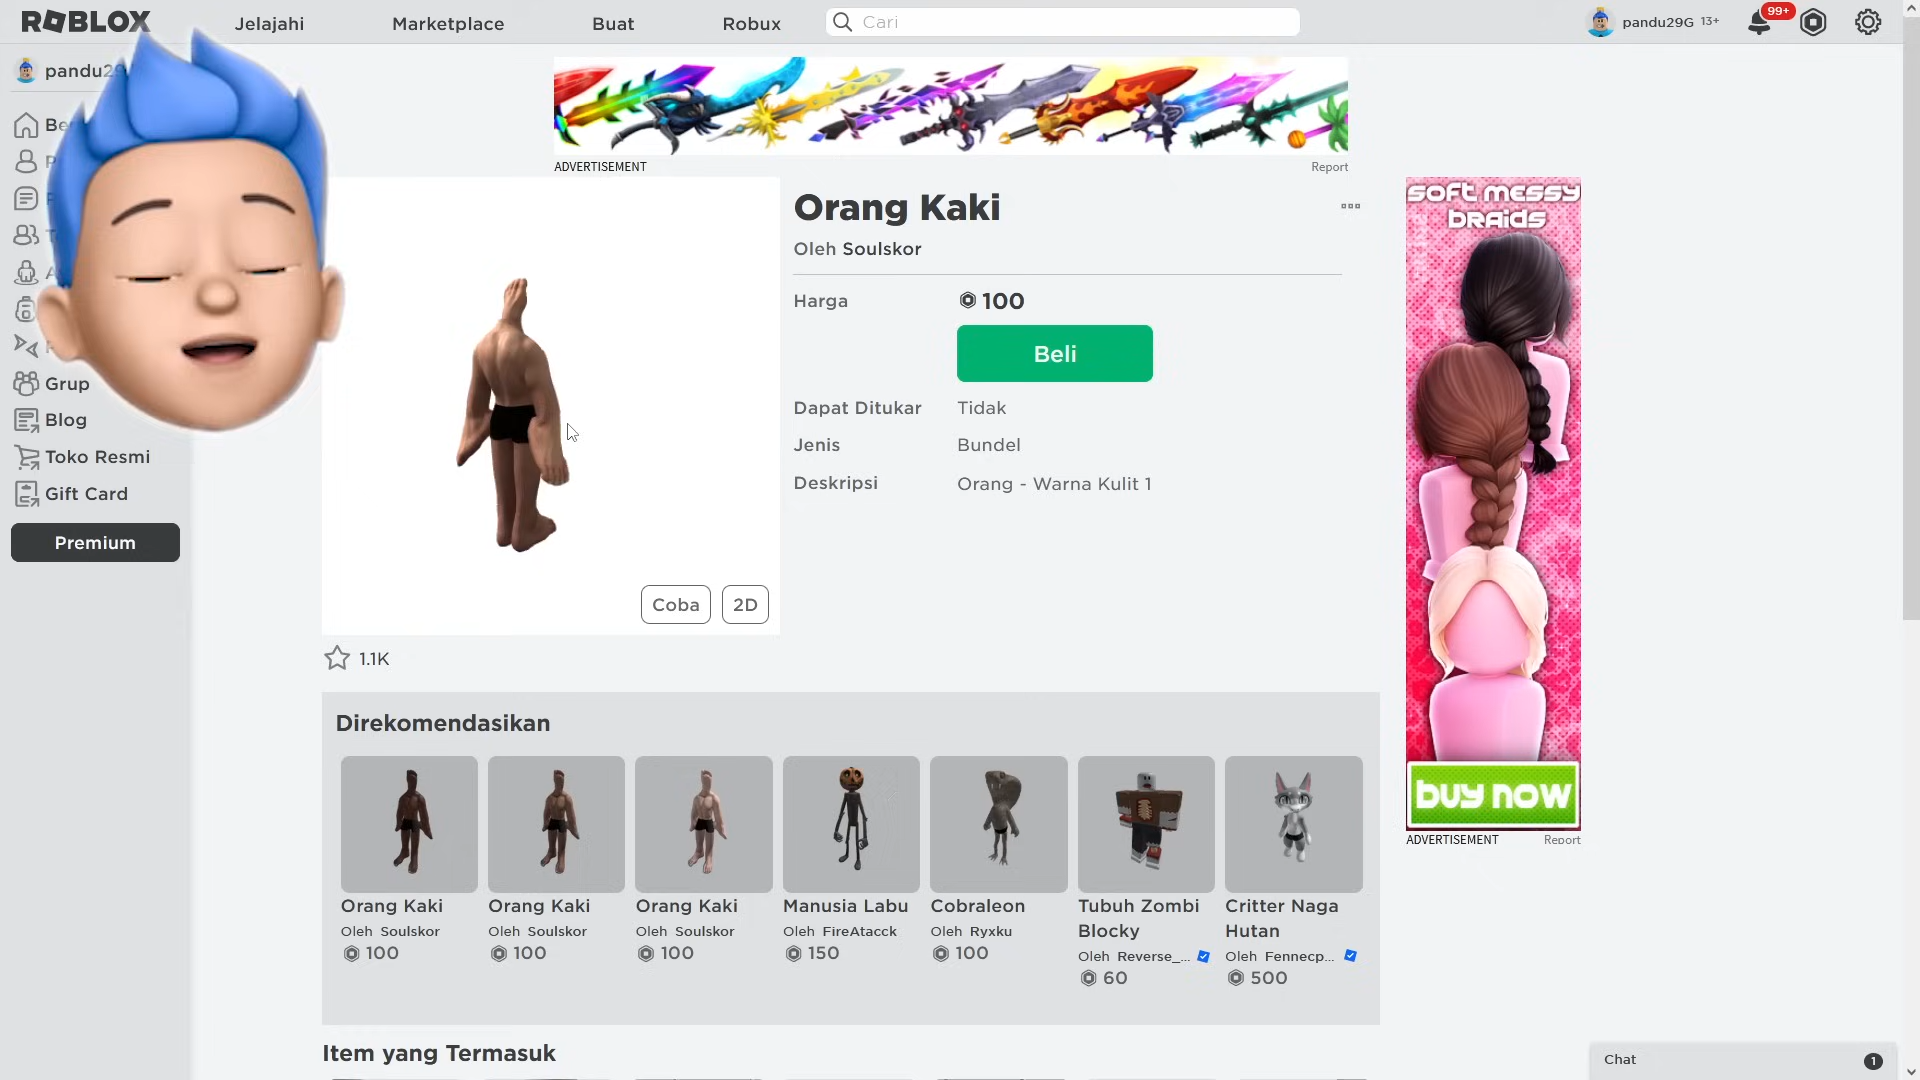 ROBLOX
Jelajahi
Marketplace
Buat
Robux
Cari
pandu29G 13+
99+
pandu29
Be
Grup
Blog
Toko Resmi
Gift Card
Premium
ADVERTISEMENT
Report
Orang Kaki
Oleh Soulskor
Harga
100
Beli
Dapat Ditukar
Tidak
Jenis
Bundel
Deskripsi
Orang - Warna Kulit 1
Coba
2D
1.1K
soft messy
braids
buy now
ADVERTISEMENT
Report
Direkomendasikan
Orang Kaki
Oleh Soulskor
100
Orang Kaki
Oleh Soulskor
100
Orang Kaki
Oleh Soulskor
100
Manusia Labu
Oleh FireAtacck
150
Cobraleon
Oleh Ryxku
100
Tubuh Zombi
Blocky
Oleh Reverse_...
60
Critter Naga
Hutan
Oleh Fennecp...
500
Item yang Termasuk
Chat
1